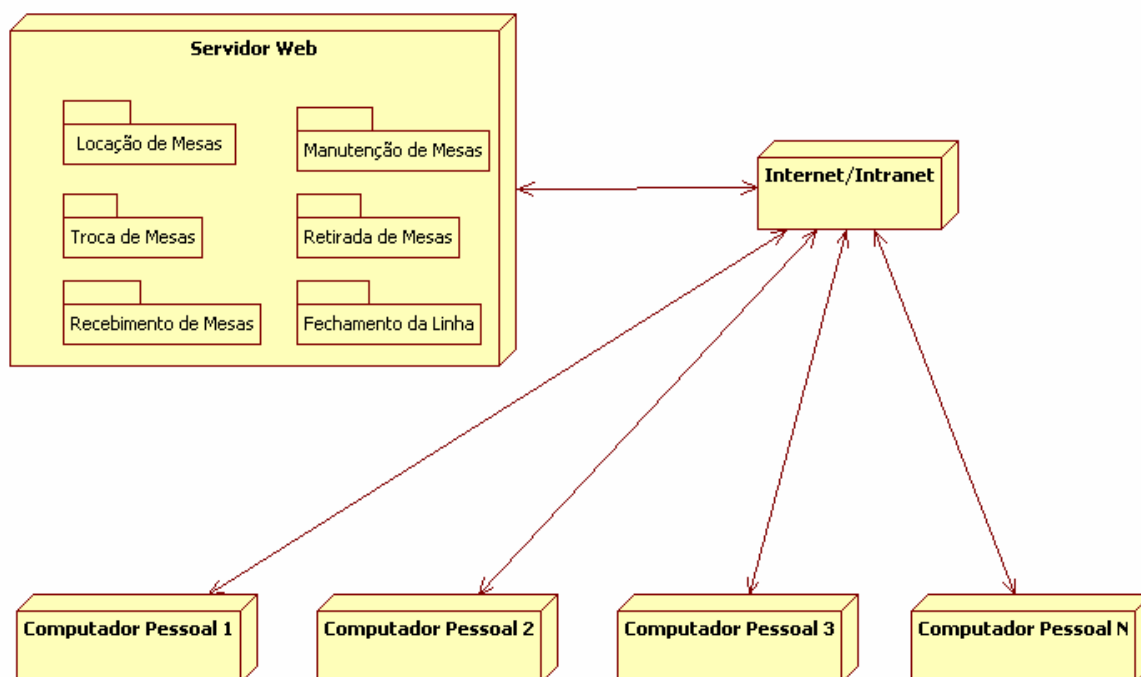 Servidor Web
Locação de Mesas
Manutenção de Mesas
Troca de Mesas
Retirada de Mesas
Recebimento de Mesas
Fechamento da Linha
Internet/Intranet
Computador Pessoal 1
Computador Pessoal 2
Computador Pessoal 3
Computador Pessoal N